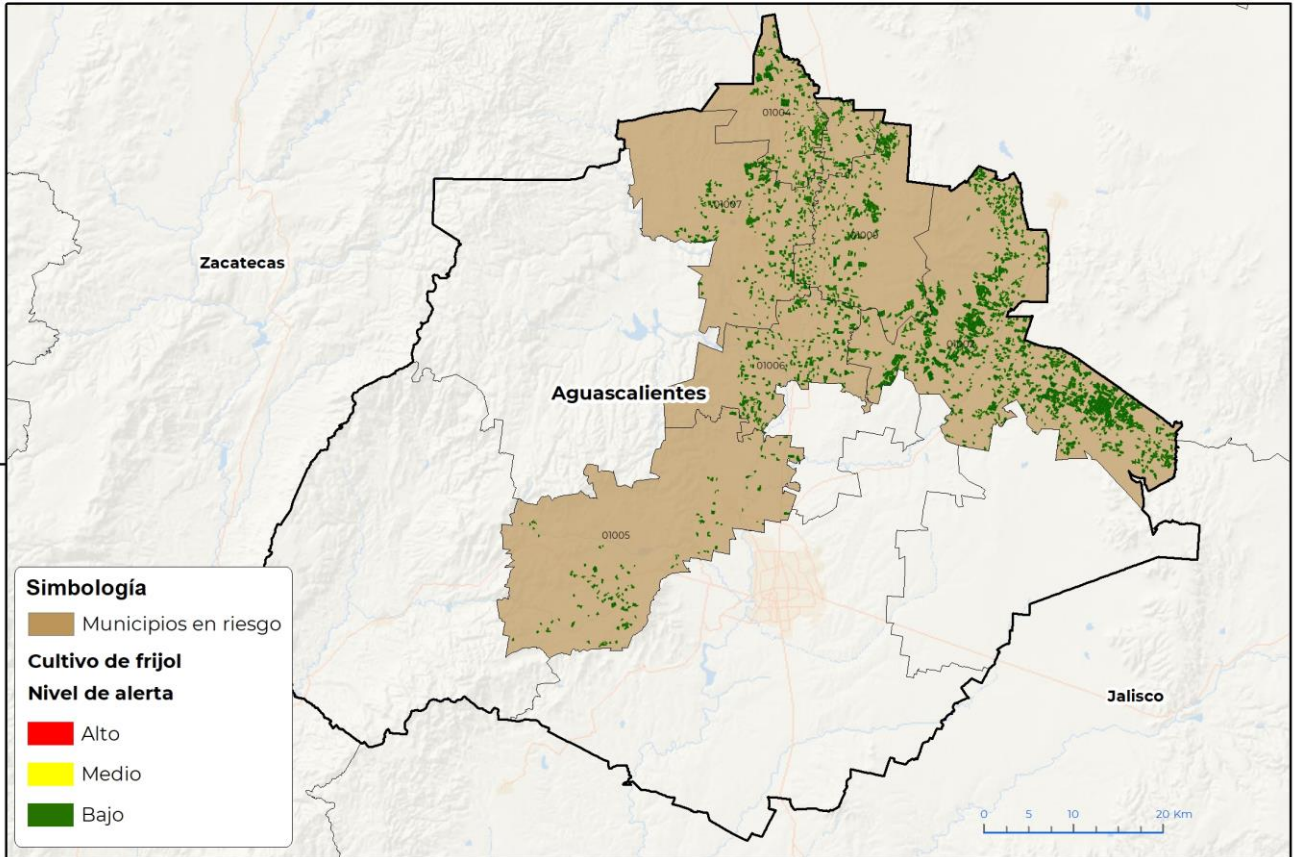 01004
01007
01009
Zacatecas
01006
Aguascalientes
01005
Simbología
Municipios en riesgo
Cultivo de frijol
Nivel de alerta
Alto
Medio
Bajo
Jalisco
0 5 10 20 Km